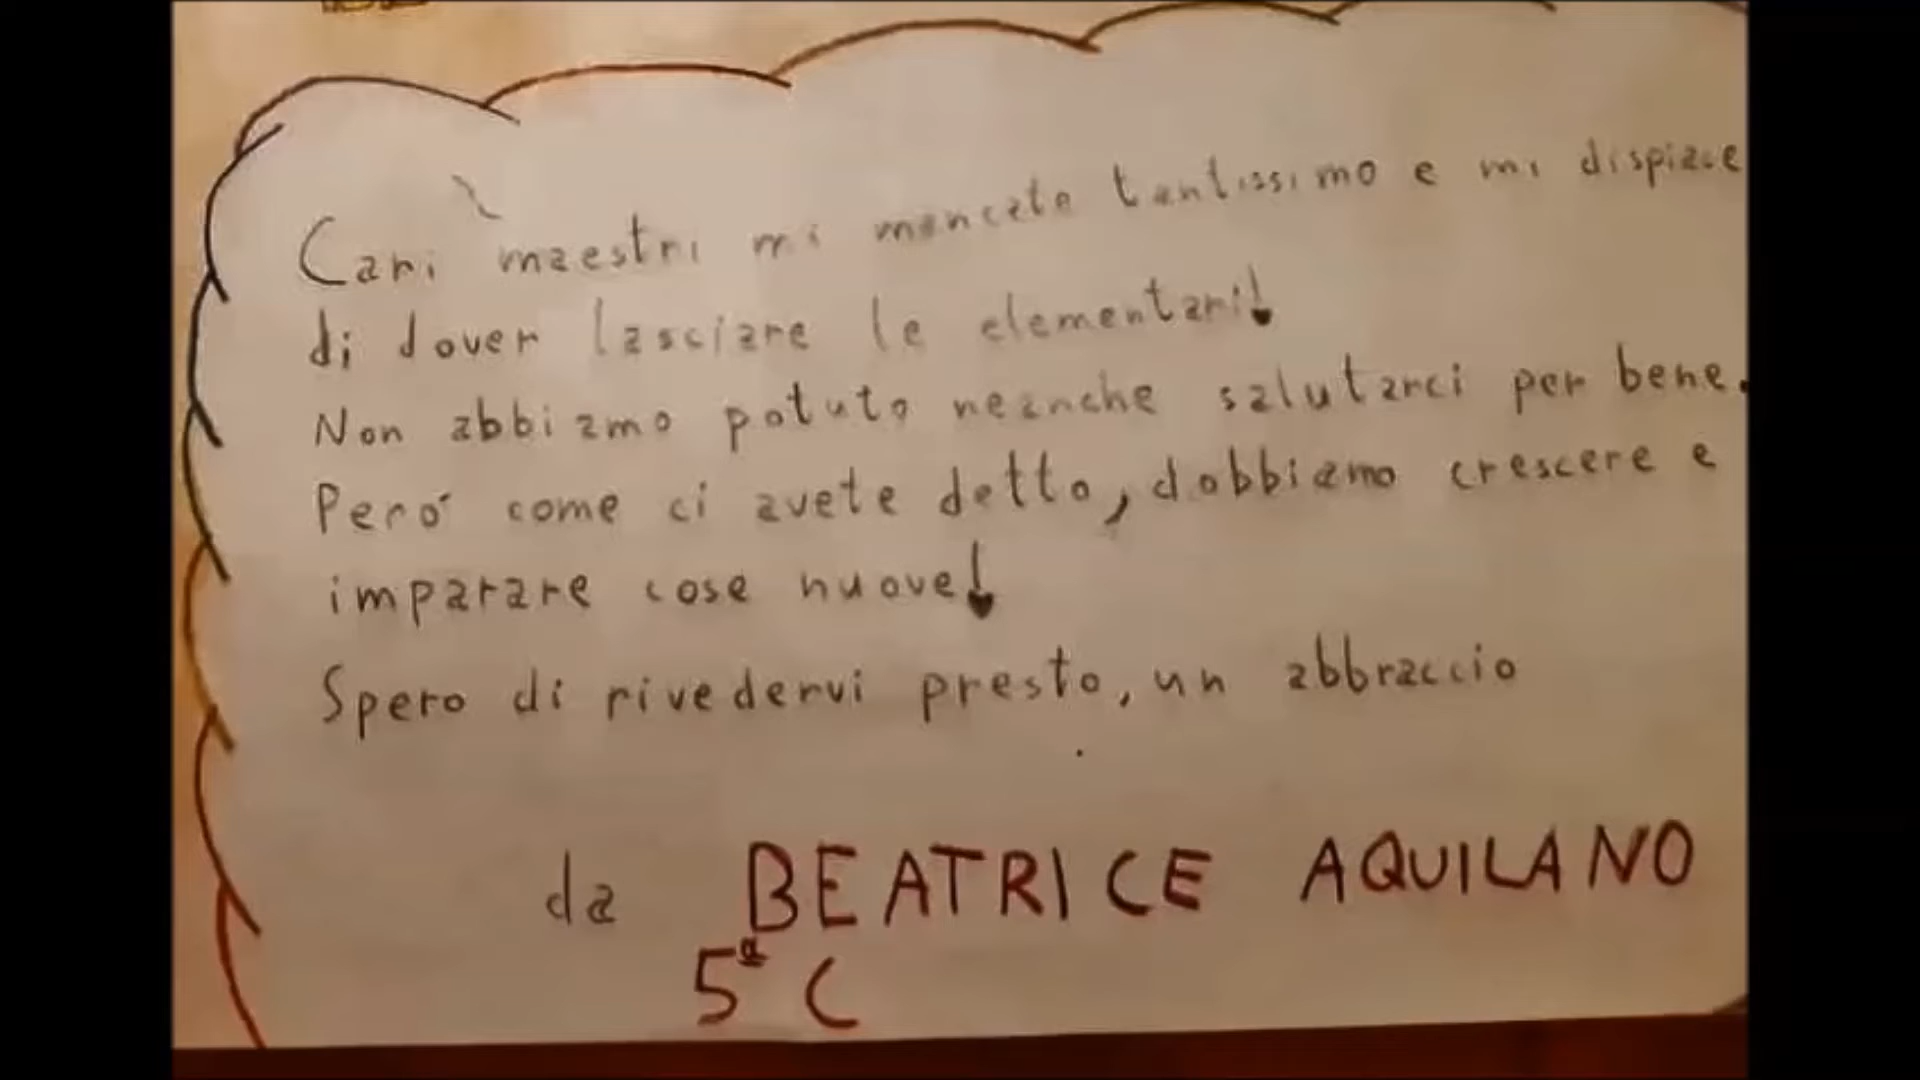 Cari maestri mi mancate tantissimo e mi dispiace
di dover lasciare le elementari!
Non abbiamo potuto neanche salutarci per bene.
Però come ci avete detto, dobbiamo crescere e
imparare cose nuove!
Spero di rivedervi presto, un abbraccio
da BEATRICE AQUILANO
5ª C